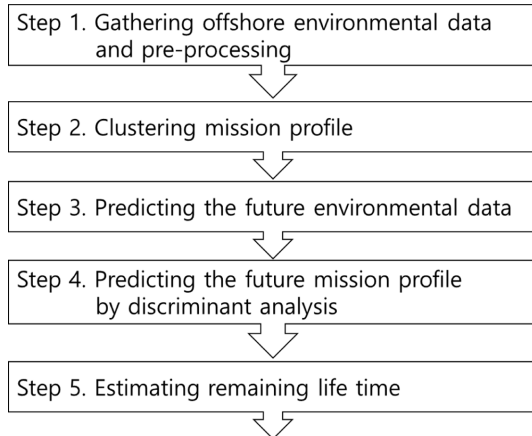 Step 1. Gathering offshore environmental data
and pre-processing
Step 2. Clustering mission profile
Step 3. Predicting the future environmental data
Step 4. Predicting the future mission profile
by discriminant analysis
Step 5. Estimating remaining life time